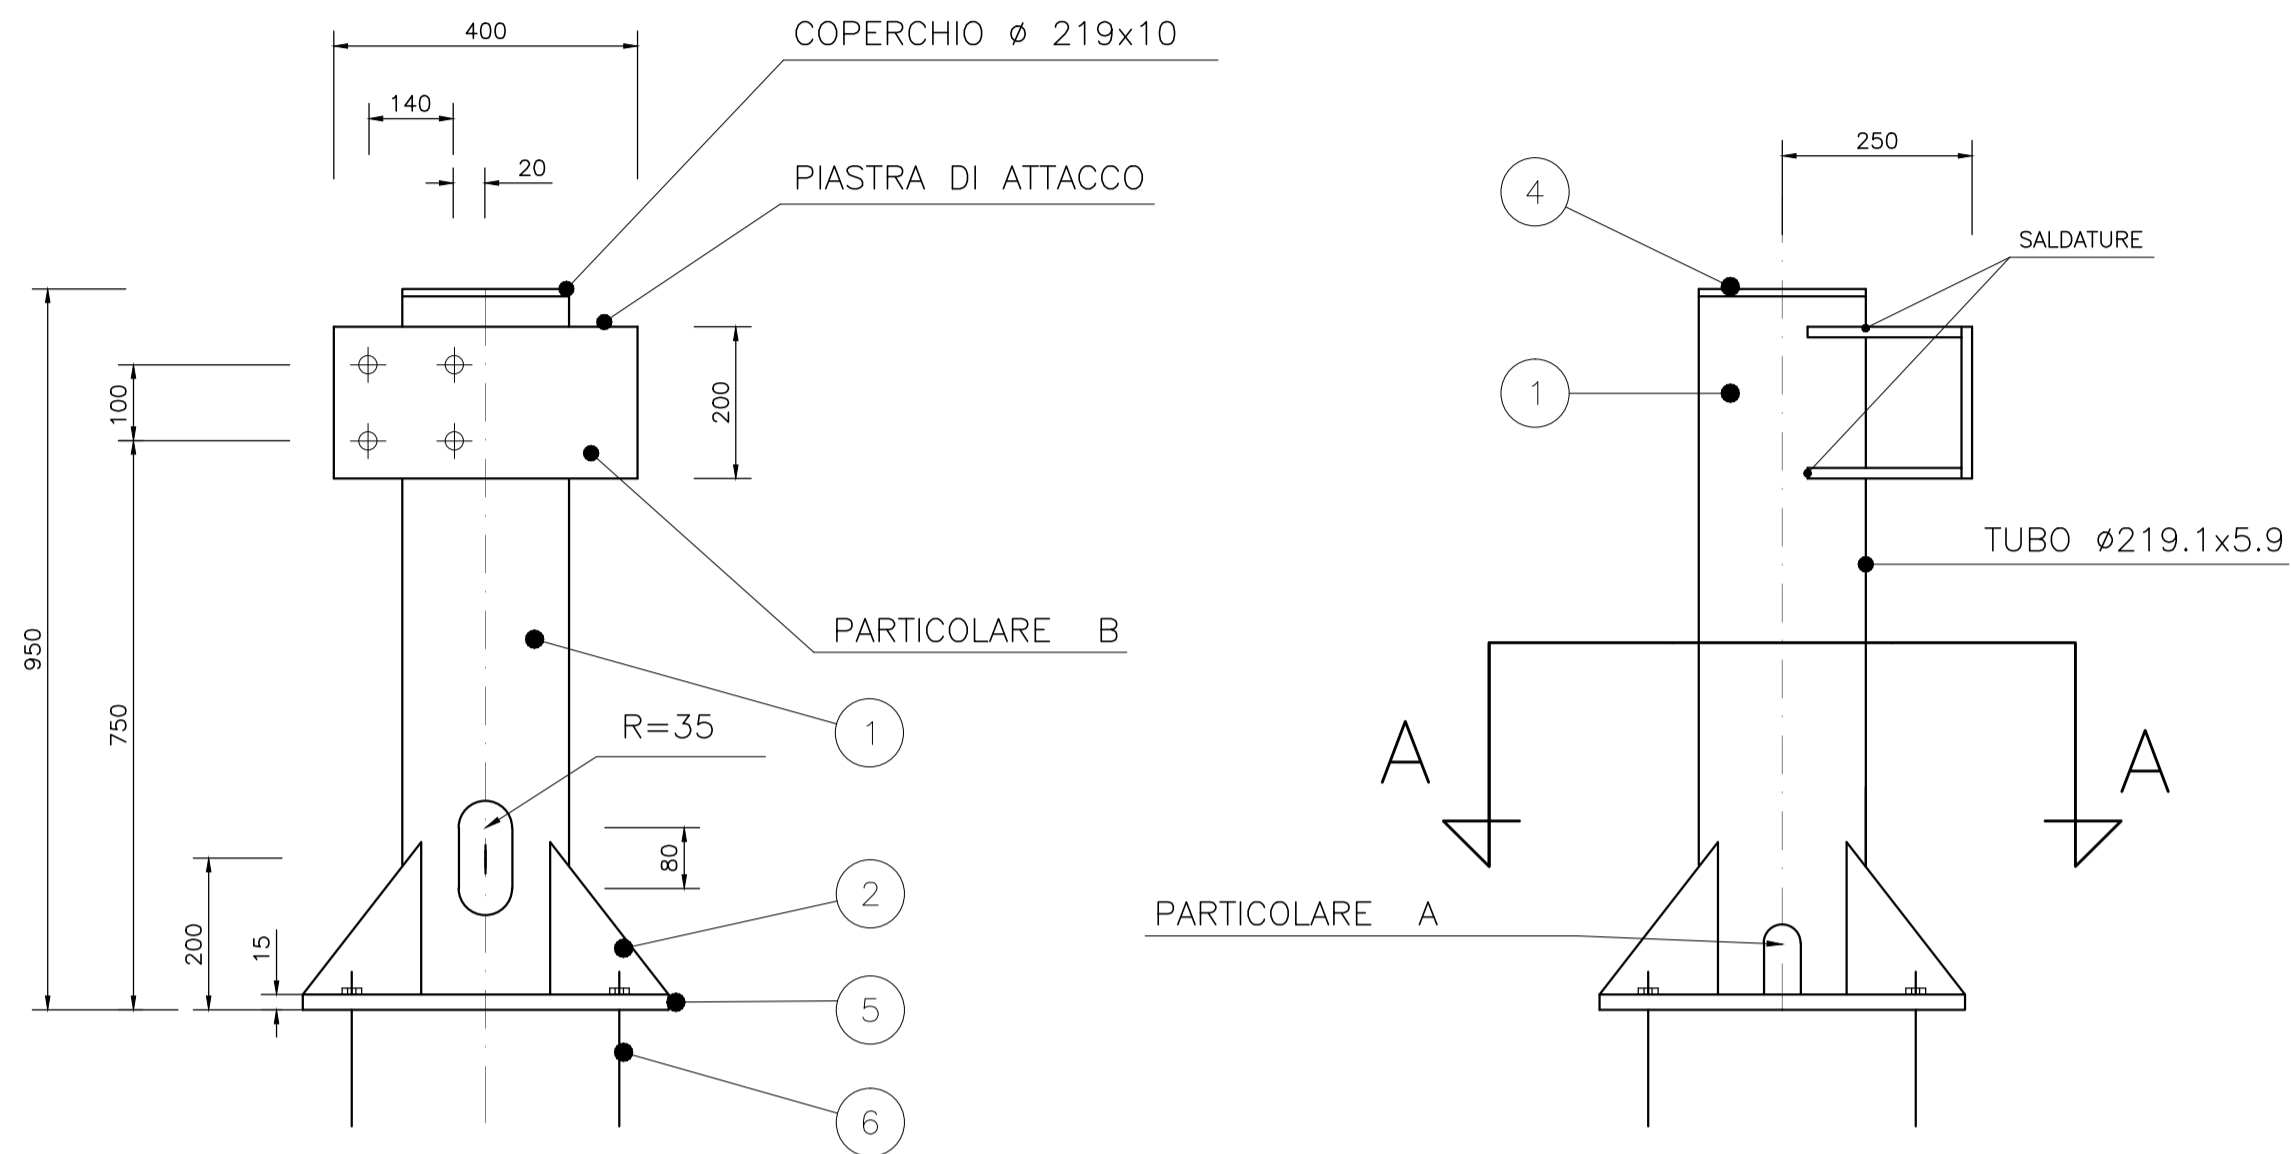 400
COPERCHIO ø 219x10
140
250
20
PIASTRA DI ATTACCO
4
SALDATURE
100
200
1
TUBO ø219.1x5.9
950
PARTICOLARE B
750
R=35
1
A
A
80
2
PARTICOLARE A
200
15
5
6